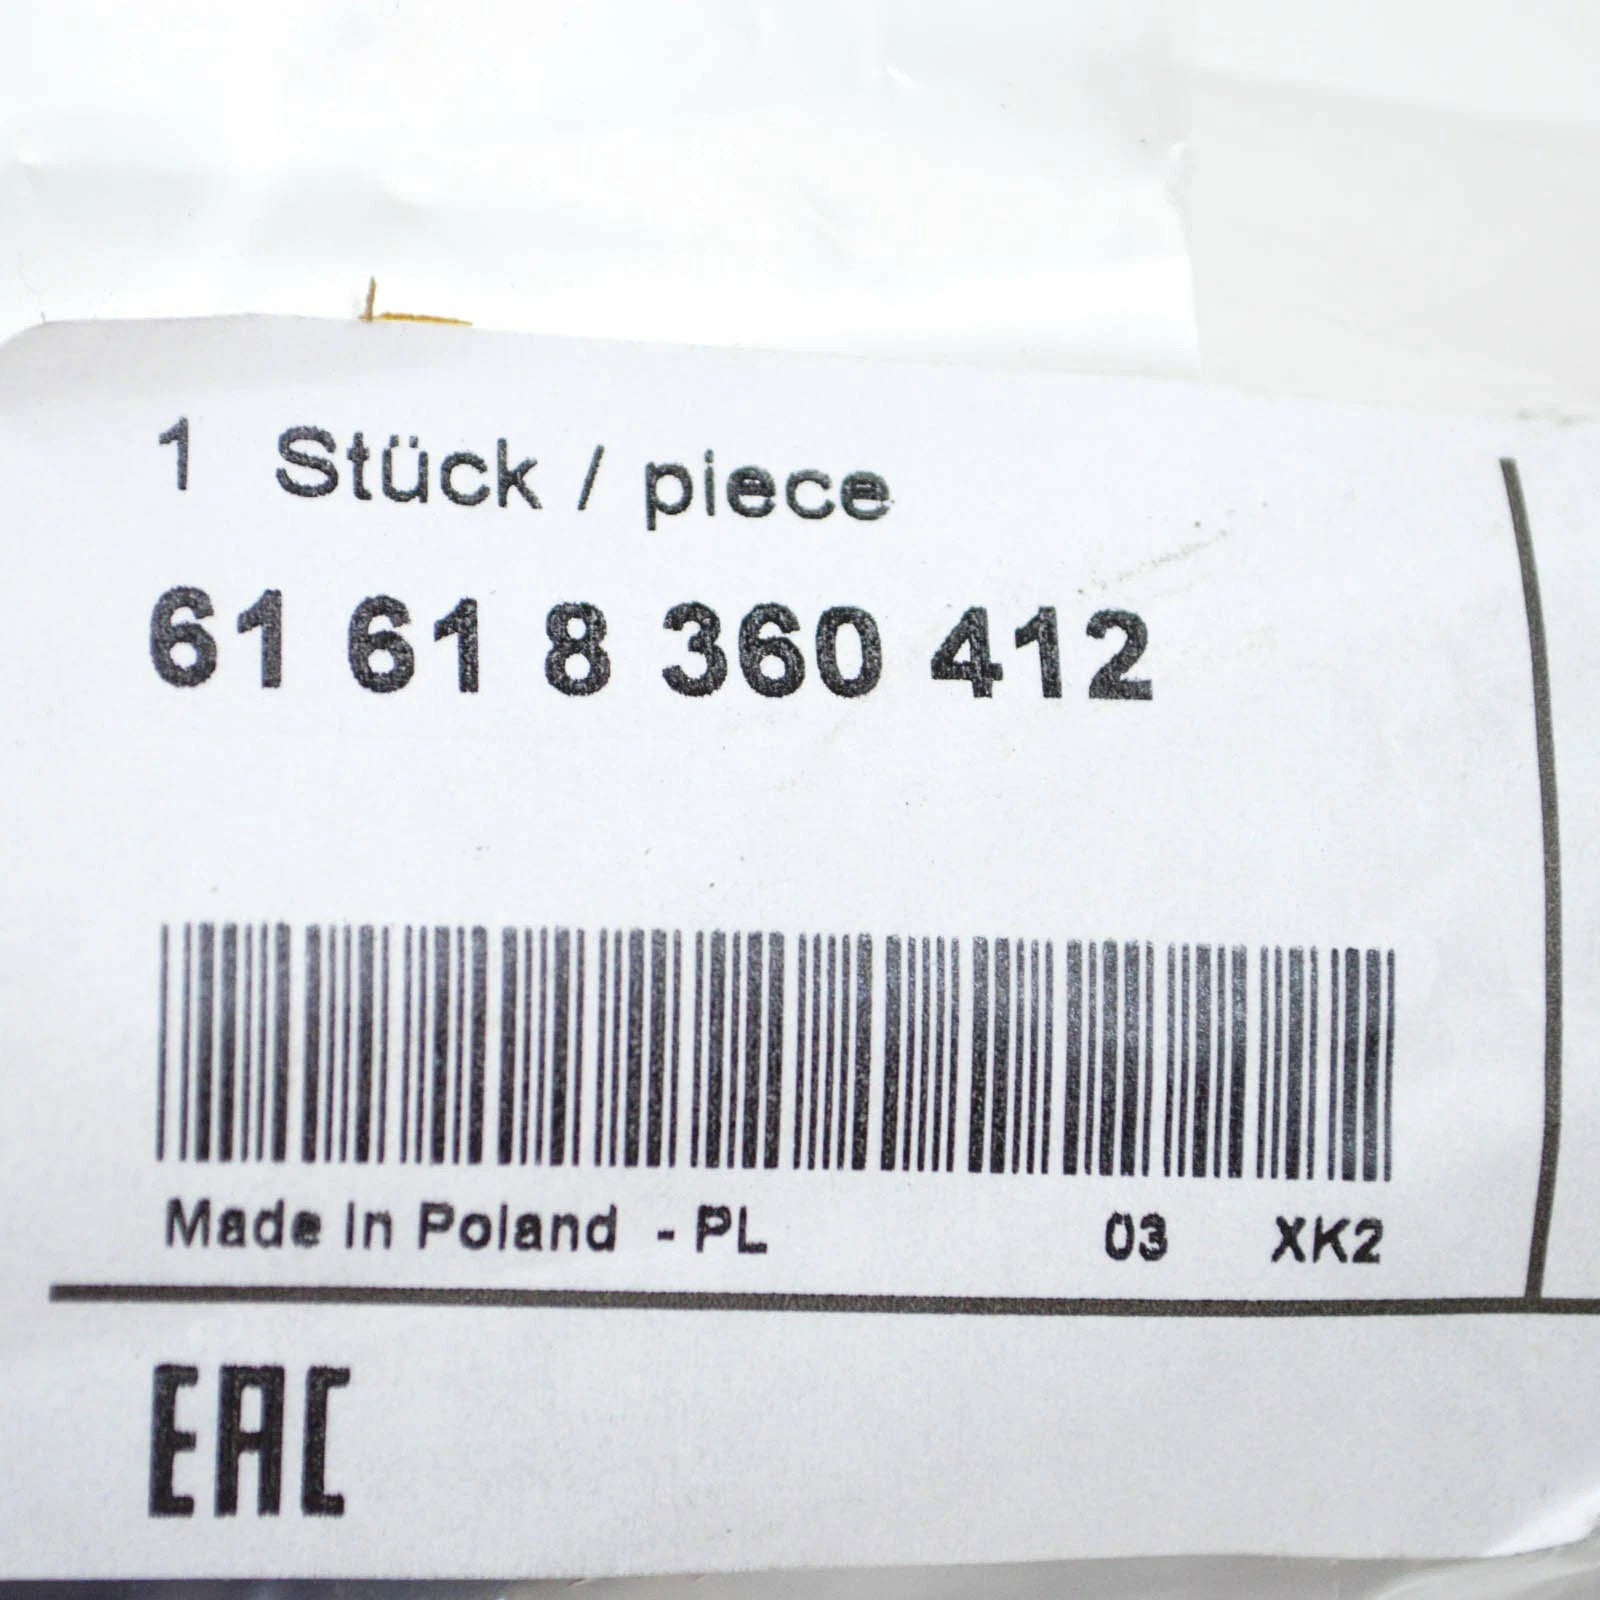 1 Stück / piece
61 61 8 360 412
Made in Poland - PL 03 XK2
EAC